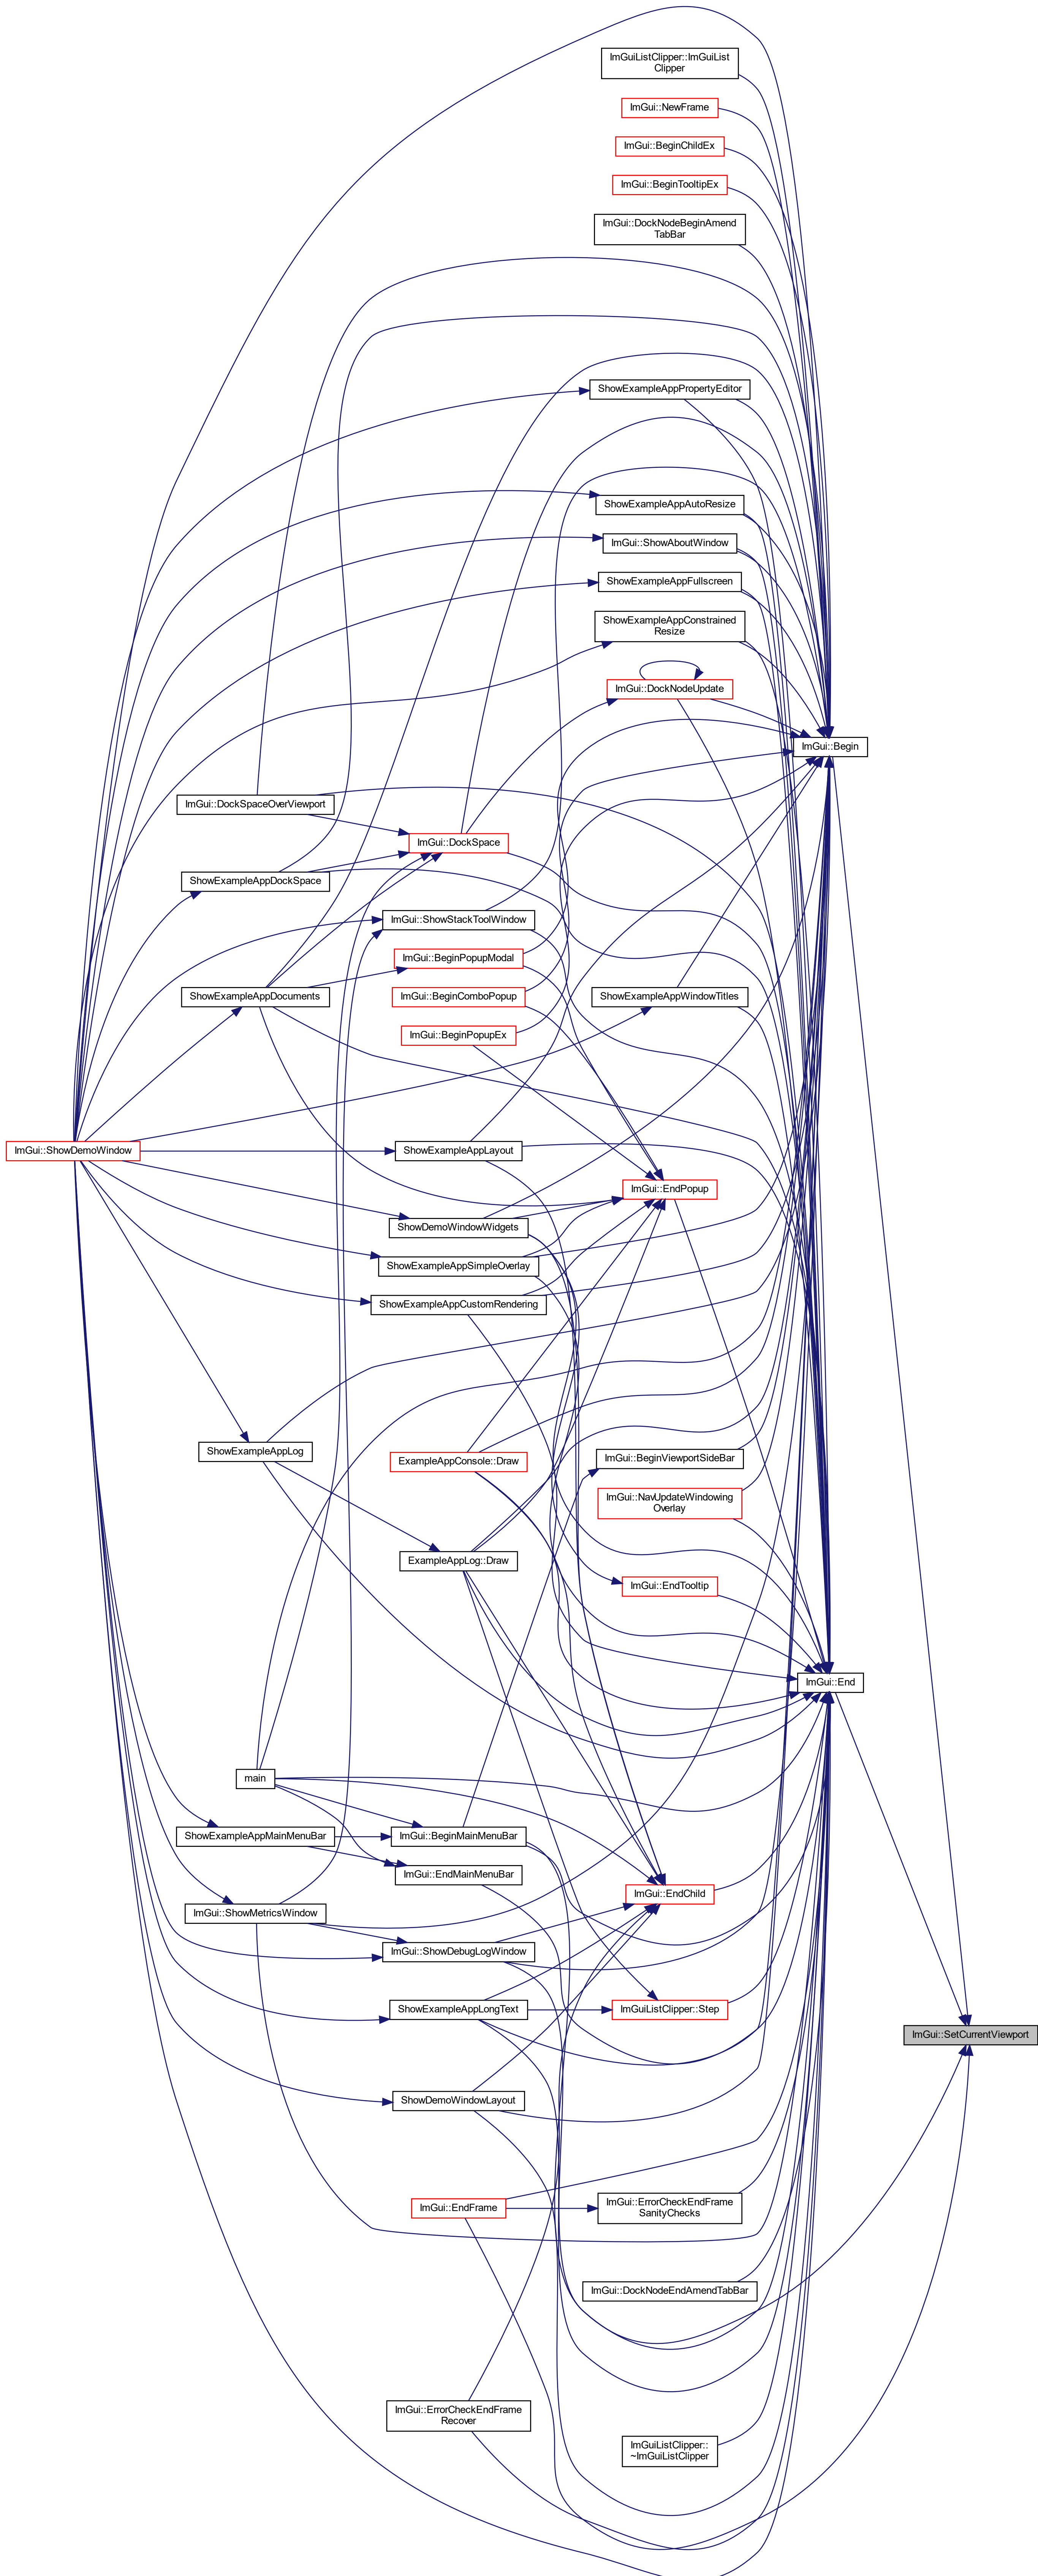 ImGuiListClipper::ImGuiList
Clipper
ImGui::NewFrame
ImGui::BeginChildEx
ImGui::BeginTooltipEx
ImGui::DockNodeBeginAmend
TabBar
ShowExampleAppPropertyEditor
ShowExampleAppAutoResize
ImGui::ShowAboutWindow
ShowExampleAppFullscreen
ShowExampleAppConstrained
Resize
ImGui::DockNodeUpdate
ImGui::Begin
ImGui::DockSpaceOverViewport
ImGui::DockSpace
ShowExampleAppDockSpace
ImGui::ShowStackToolWindow
ImGui::BeginPopupModal
ShowExampleAppDocuments
ImGui::BeginComboPopup
ShowExampleAppWindowTitles
ImGui::BeginPopupEx
ImGui::ShowDemoWindow
ShowExampleAppLayout
ImGui::EndPopup
ShowDemoWindowWidgets
ShowExampleAppSimpleOverlay
ShowExampleAppCustomRendering
ShowExampleAppLog
ExampleAppConsole::Draw
ImGui::BeginViewportSideBar
ImGui::NavUpdateWindowing
Overlay
ExampleAppLog::Draw
ImGui::EndTooltip
ImGui::End
main
ShowExampleAppMainMenuBar
ImGui::BeginMainMenuBar
ImGui::EndMainMenuBar
ImGui::EndChild
ImGui::ShowMetricsWindow
ImGui::ShowDebugLogWindow
ShowExampleAppLongText
ImGuiListClipper::Step
ImGui::SetCurrentViewport
ShowDemoWindowLayout
ImGui::EndFrame
ImGui::ErrorCheckEndFrame
SanityChecks
ImGui::DockNodeEndAmendTabBar
ImGui::ErrorCheckEndFrame
Recover
ImGuiListClipper::
~ImGuiListClipper